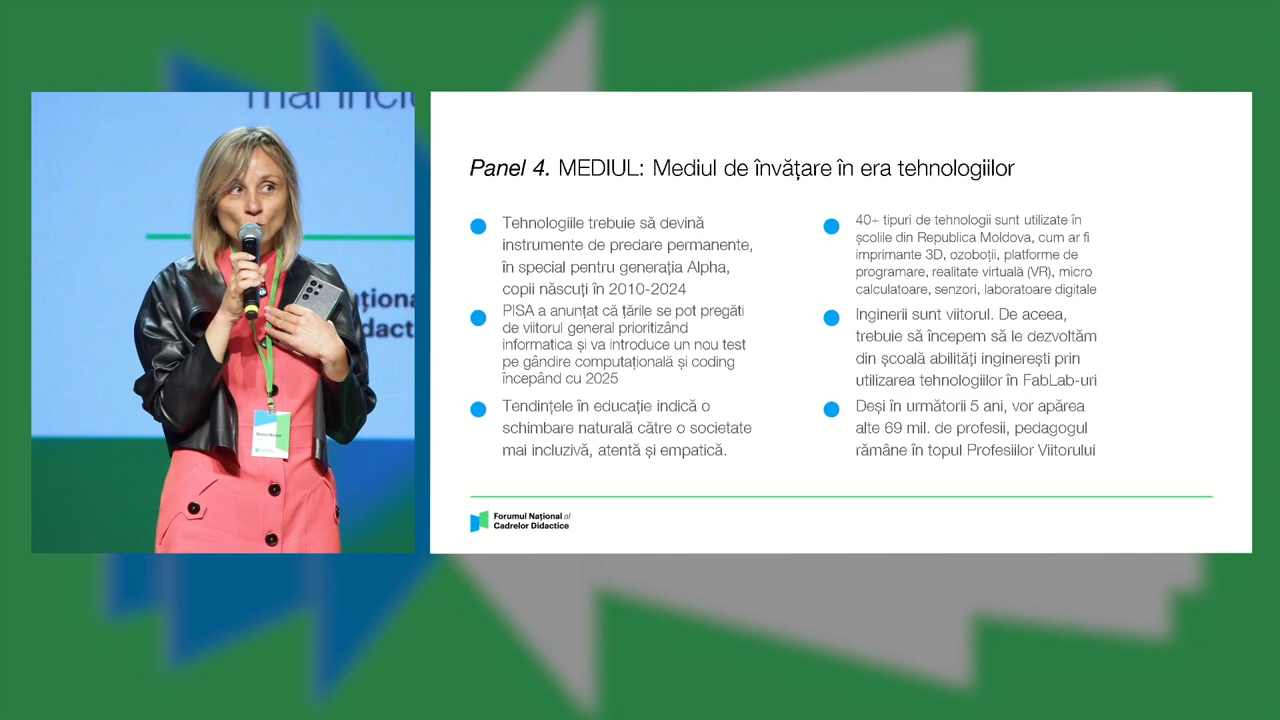 mai inclu
Panel 4. MEDIUL: Mediul de învățare în era tehnologiilor
Tehnologiile trebuie să devină
instrumente de predare permanente,
în special pentru generația Alpha,
copii născuți în 2010-2024
PISA a anunțat că țările se pot pregăti
de viitorul general prioritizând
informatica și va introduce un nou test
pe gândire computațională și coding
începând cu 2025
Tendințele în educație indică o
schimbare naturală către o societate
mai incluzivă, atentă și empatică.
40+ tipuri de tehnologii sunt utilizate în
școlile din Republica Moldova, cum ar fi
imprimante 3D, ozoboții, platforme de
programare, realitate virtuală (VR), micro
calculatoare, senzori, laboratoare digitale
Inginerii sunt viitorul. De aceea,
trebuie să începem să le dezvoltăm
din școală abilități inginerești prin
utilizarea tehnologiilor în FabLab-uri
Deși în următorii 5 ani, vor apărea
alte 69 mil. de profesii, pedagogul
rămâne în topul Profesiilor Viitorului
Forumul Național al
Cadrelor Didactice